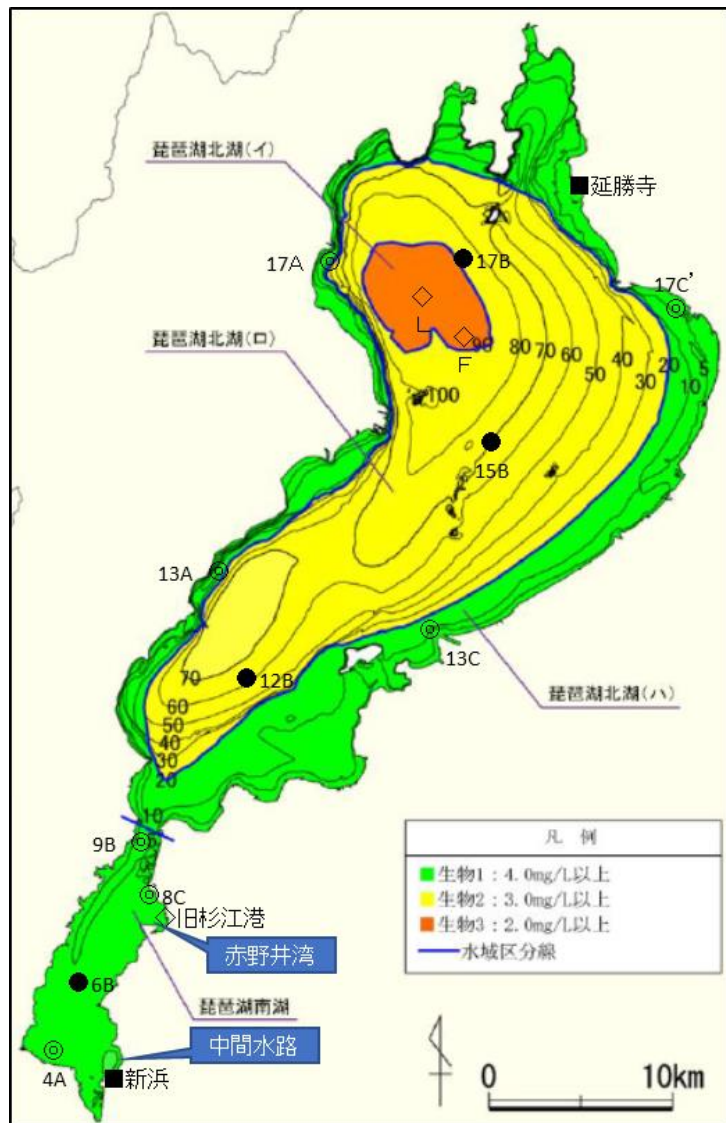 琵琶湖北湖(イ)
延勝寺
17A
17B
17C'
L
琵琶湖北湖(ロ)
F
90
80
70
60
50
40
30
20
10
5
100
15B
13A
13C
12B
琵琶湖北湖(ハ)
70
60
50
40
30
20
10
9B
8C
旧杉江港
赤野井湾
6B
琵琶湖南湖
中間水路
4A
新浜
凡 例
生物1:4.0mg/L以上
生物2:3.0mg/L以上
生物3:2.0mg/L以上
水域区分線
0 10km